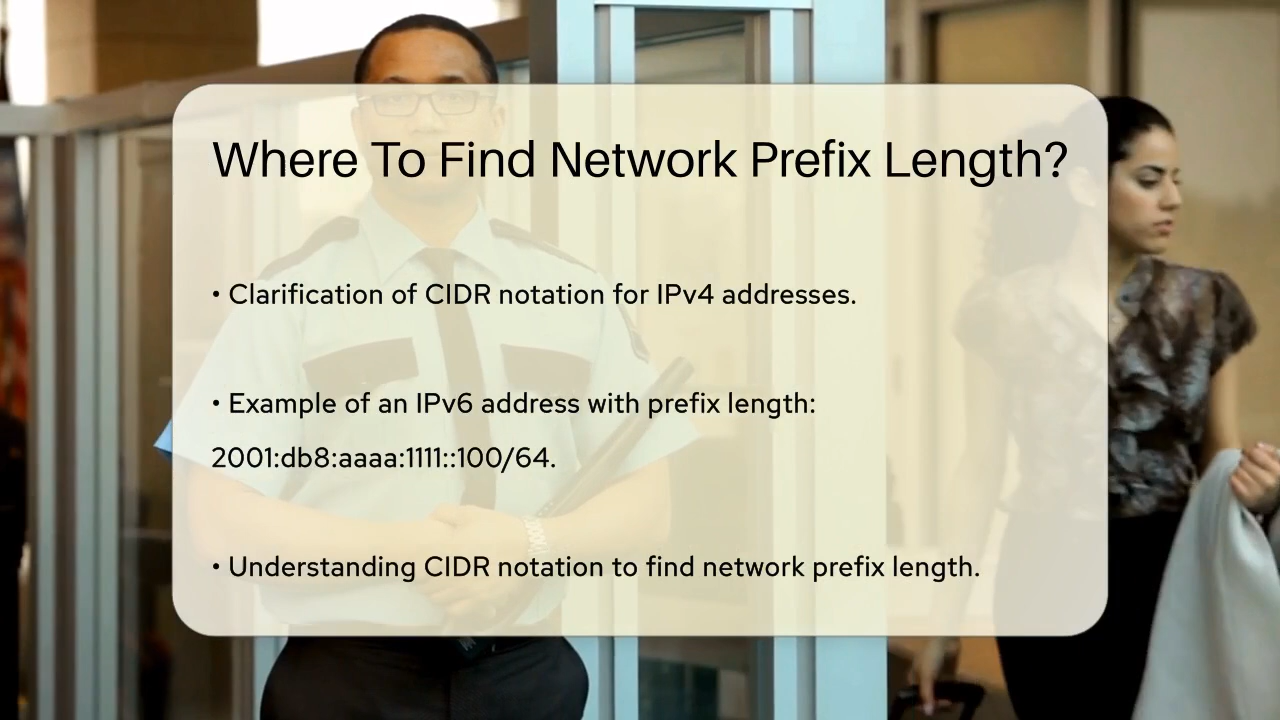 Where To Find Network Prefix Length?
• Clarification of CIDR notation for IPv4 addresses.
• Example of an IPv6 address with prefix length:
2001:db8:aaaa:1111::100/64.
• Understanding CIDR notation to find network prefix length.